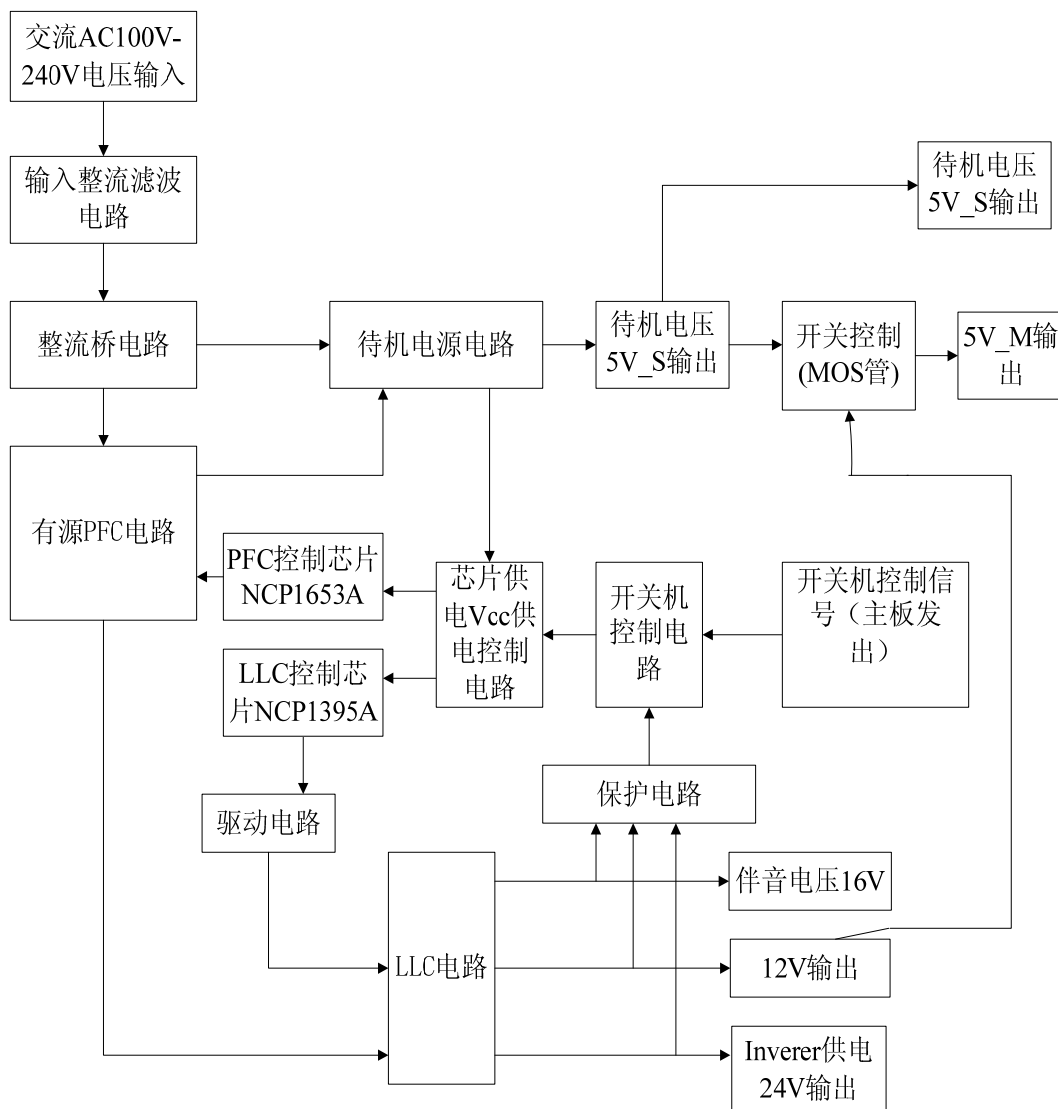 交流AC100V-
240V电压输入
输入整流滤波
电路
待机电压
5V_S输出
整流桥电路
待机电源电路
待机电压
5V_S输出
开关控制
(MOS管)
5V_M输
出
有源PFC电路
PFC控制芯片
NCP1653A
芯片供
电Vcc供
电控制
电路
开关机
控制电
路
开关机控制信
号（主板发
出）
LLC控制芯
片NCP1395A
保护电路
驱动电路
伴音电压16V
LLC电路
12V输出
Inverer供电
24V输出